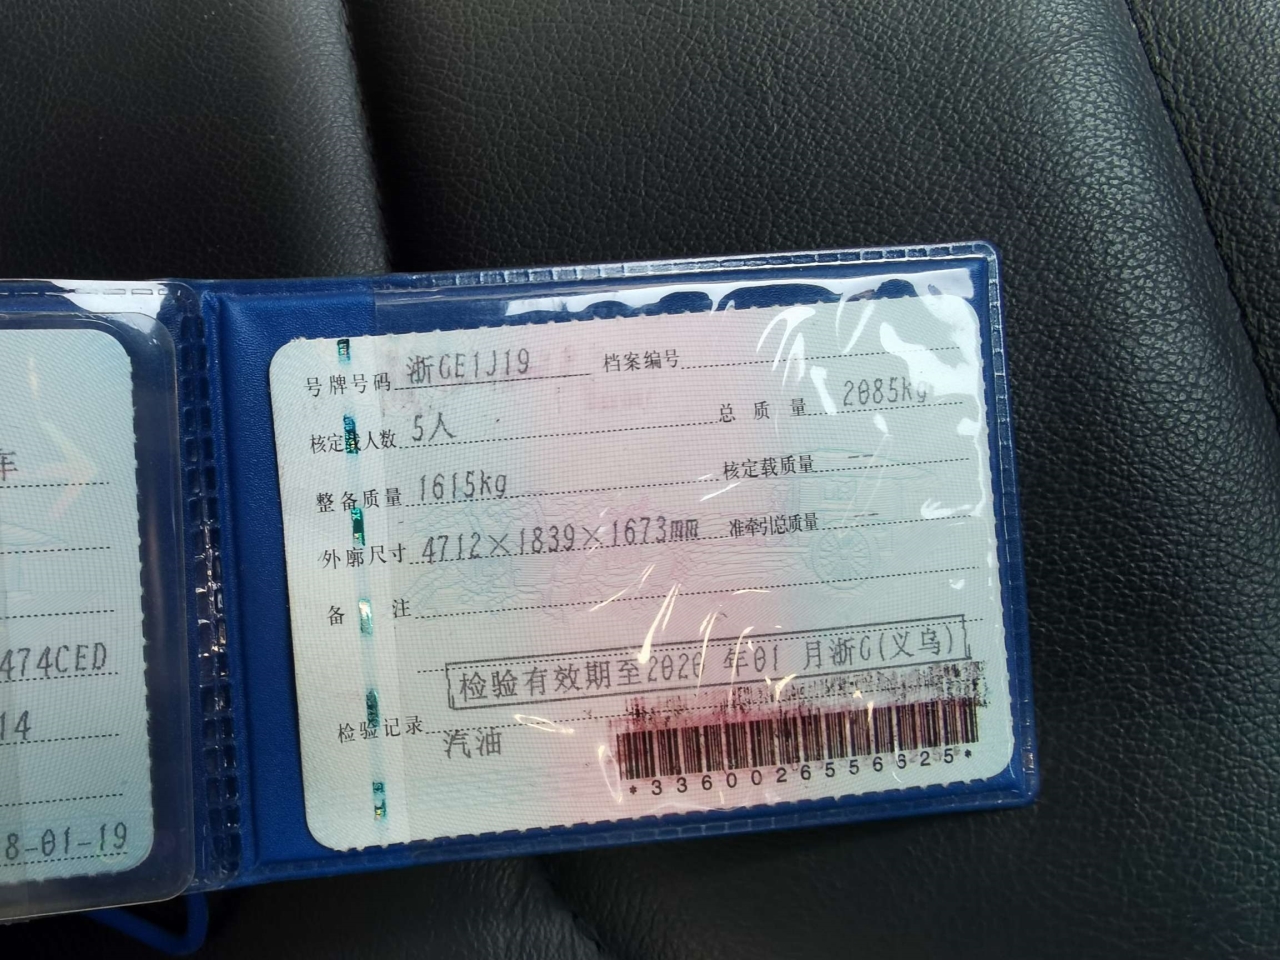 车
474CED
14
8-01-19
号牌号码 浙GE1J19 档案编号
核定载人数 5人 总质量 2085kg
整备质量 1615kg 核定载质量 --
外廓尺寸 4712×1839×1673mm 准牵引总质量 --
备注
检验有效期至2020年01月浙G(义乌)
检验记录
汽油
*3360026556625*